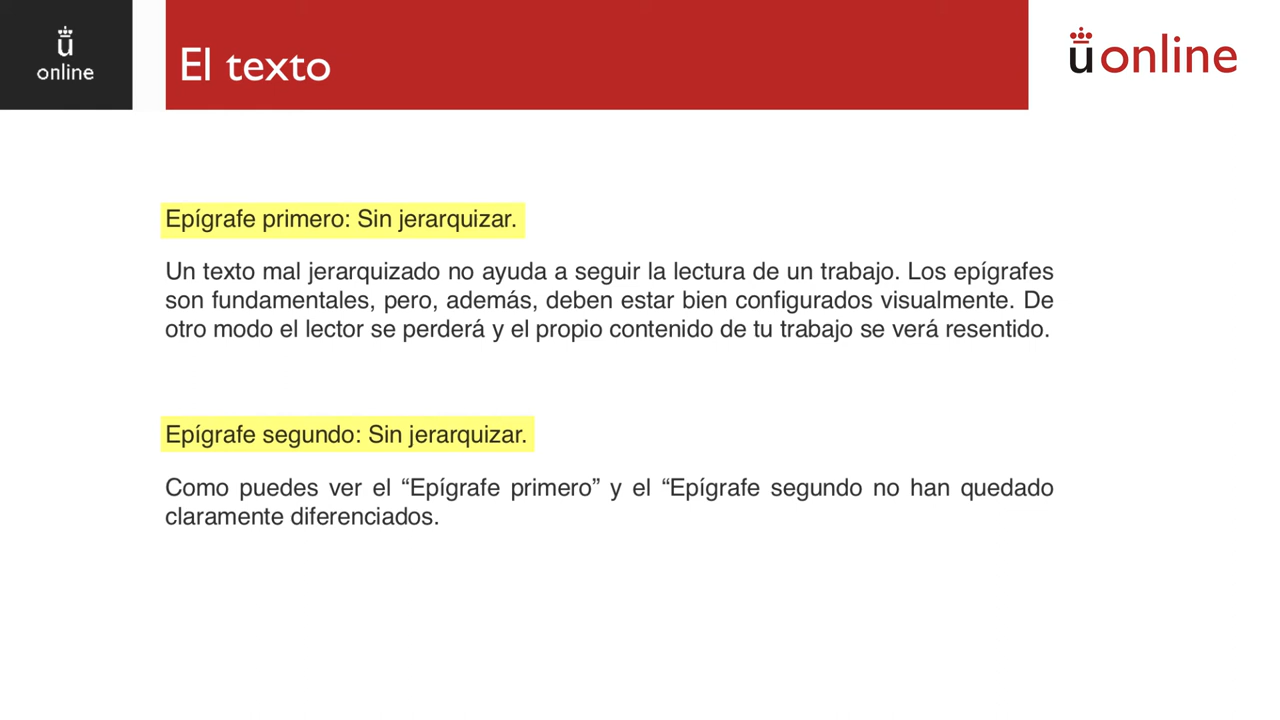 ü
online
El texto
üonline
Epígrafe primero: Sin jerarquizar.
Un texto mal jerarquizado no ayuda a seguir la lectura de un trabajo. Los epígrafes
son fundamentales, pero, además, deben estar bien configurados visualmente. De
otro modo el lector se perderá y el propio contenido de tu trabajo se verá resentido.
Epígrafe segundo: Sin jerarquizar.
Como puedes ver el “Epígrafe primero” y el “Epígrafe segundo no han quedado
claramente diferenciados.